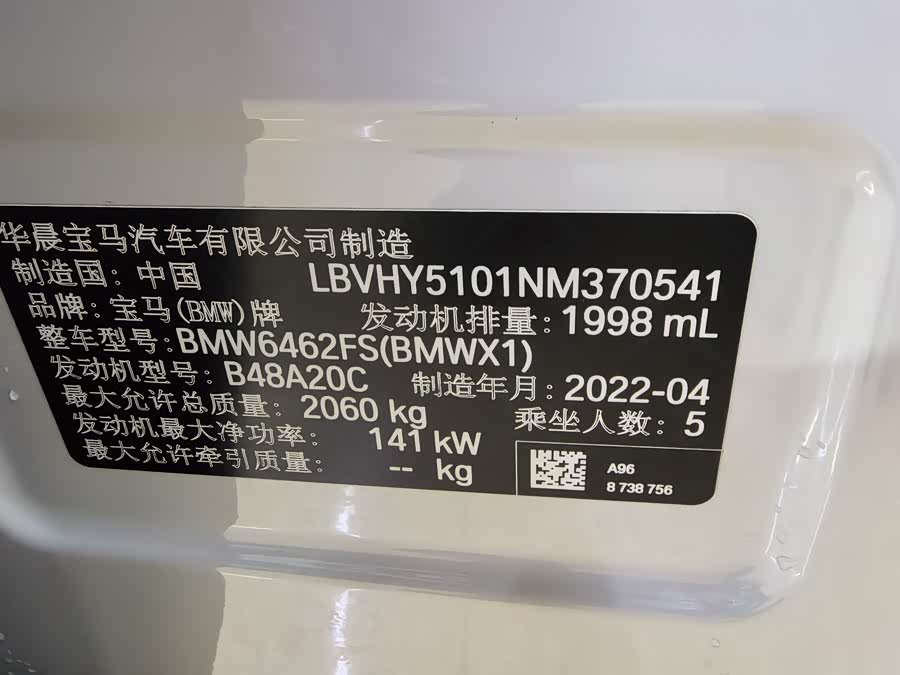 华晨宝马汽车有限公司制造
制造国：中国 LBVHY5101NM370541
品牌：宝马(BMW)牌 发动机排量：1998 mL
整车型号：BMW6462FS(BMWX1)
发动机型号：B48A20C 制造年月：2022-04
最大允许总质量：2060 kg 乘坐人数：5
发动机最大净功率：141 kW
最大允许牵引质量：-- kg
A96
8 738 756